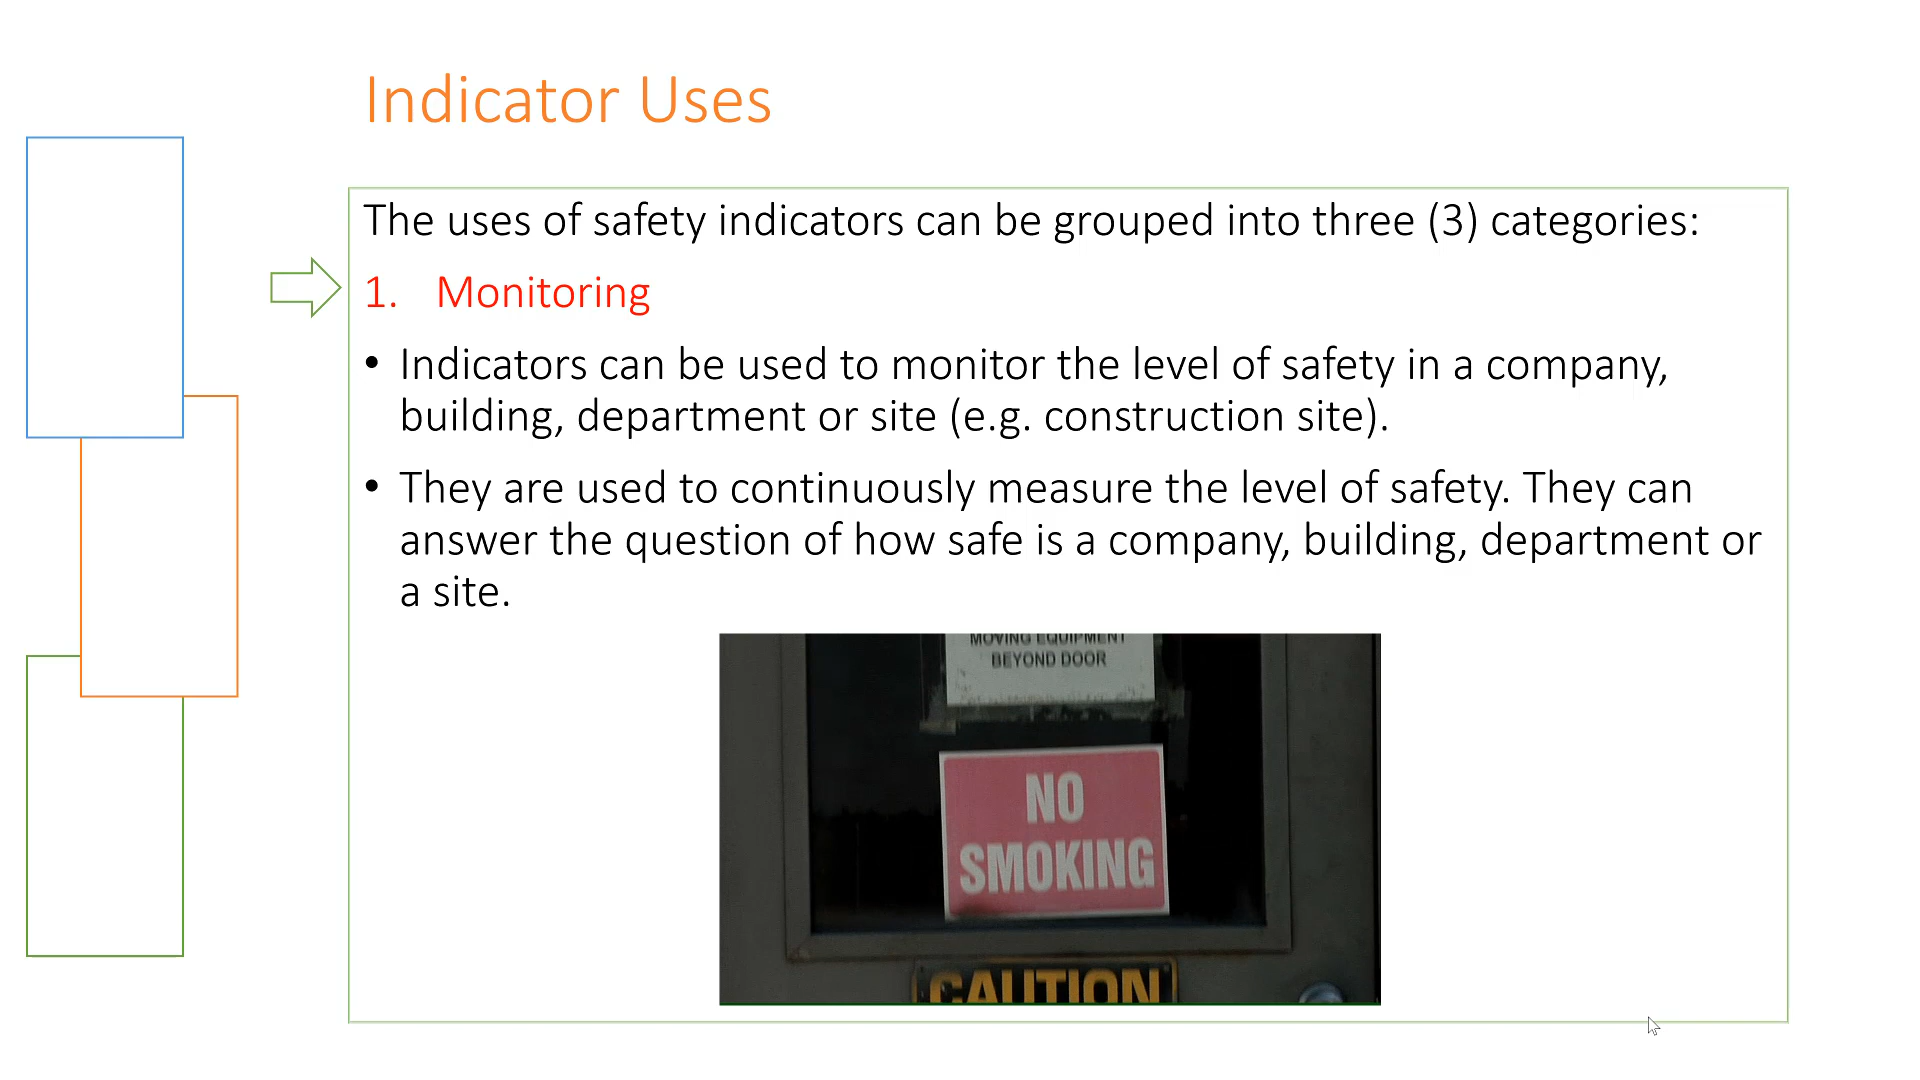 Indicator Uses
The uses of safety indicators can be grouped into three (3) categories:
1. Monitoring
• Indicators can be used to monitor the level of safety in a company,
building, department or site (e.g. construction site).
• They are used to continuously measure the level of safety. They can
answer the question of how safe is a company, building, department or
a site.
MOVING EQUIPMENT
BEYOND DOOR
NO
SMOKING
CAUTION